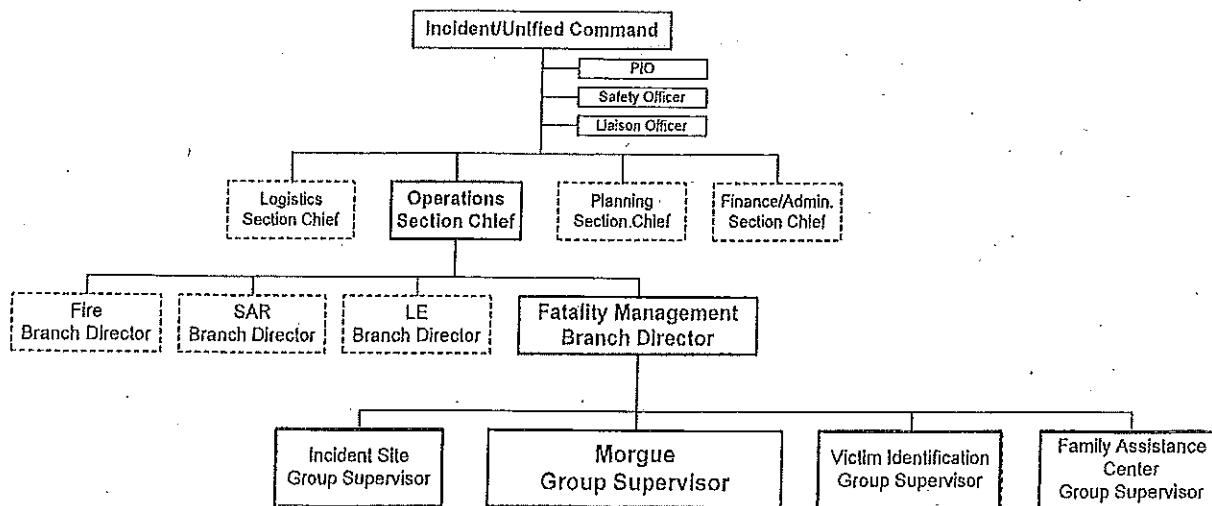 Incident/Unified Command
PIO
Safety Officer
Liaison Officer
Logistics
Section Chief
Operations
Section Chief
Planning
Section Chief
Finance/Admin.
Section Chief
Fire
Branch Director
SAR
Branch Director
LE
Branch Director
Fatality Management
Branch Director
Incident Site
Group Supervisor
Morgue
Group Supervisor
Victim Identification
Group Supervisor
Family Assistance
Center
Group Supervisor